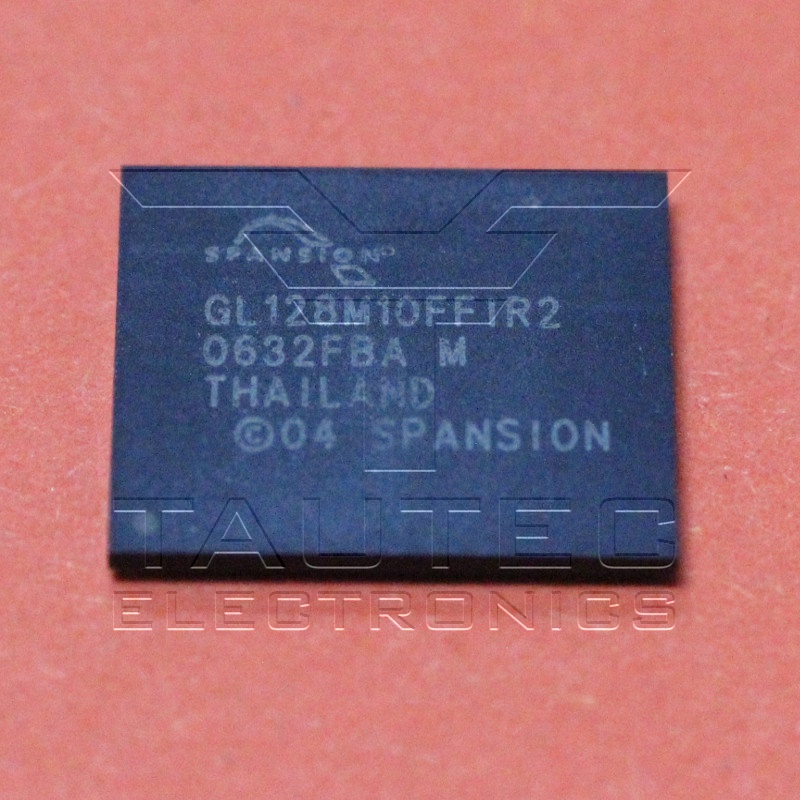 SPANSION
GL128M10FFIR2
0632FBA M
THAILAND
©04 SPANSION
TAUTEC
ELECTRONICS